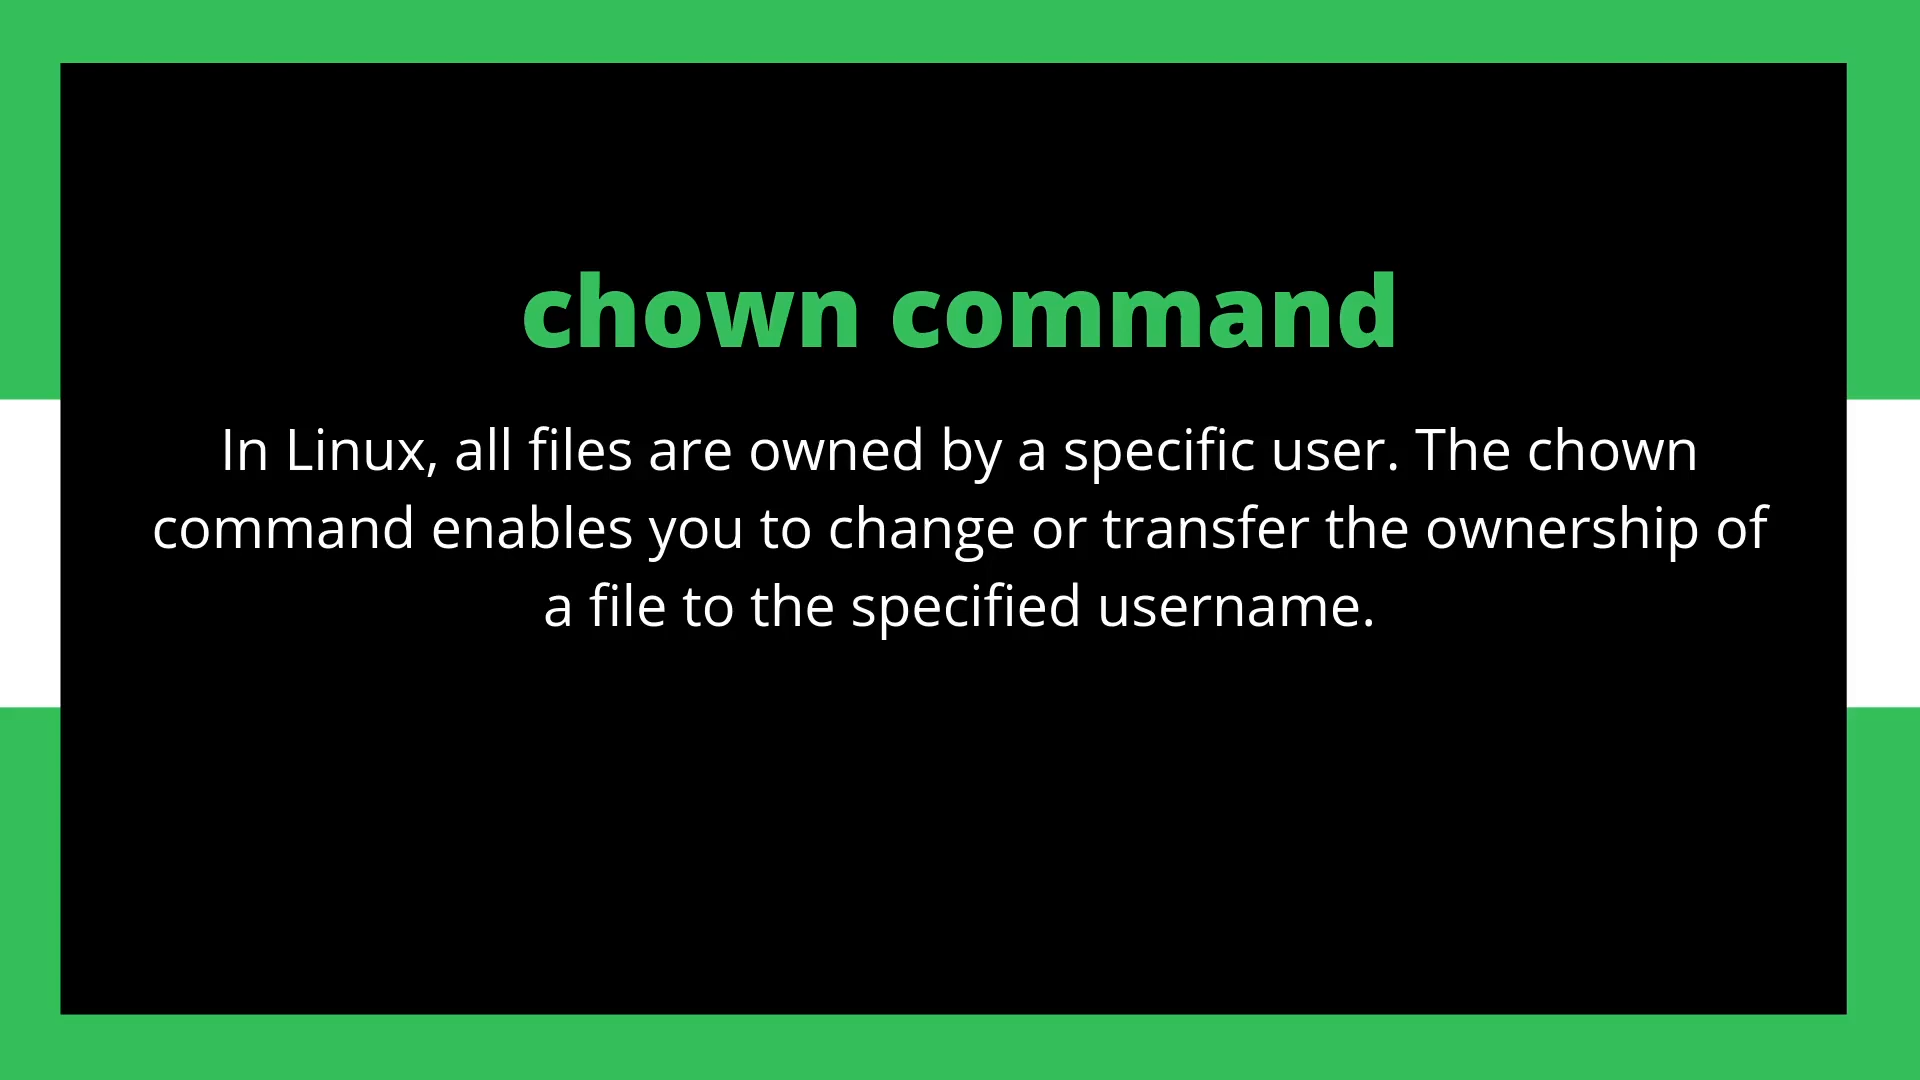 chown command
In Linux, all files are owned by a specific user. The chown
command enables you to change or transfer the ownership of
a file to the specified username.